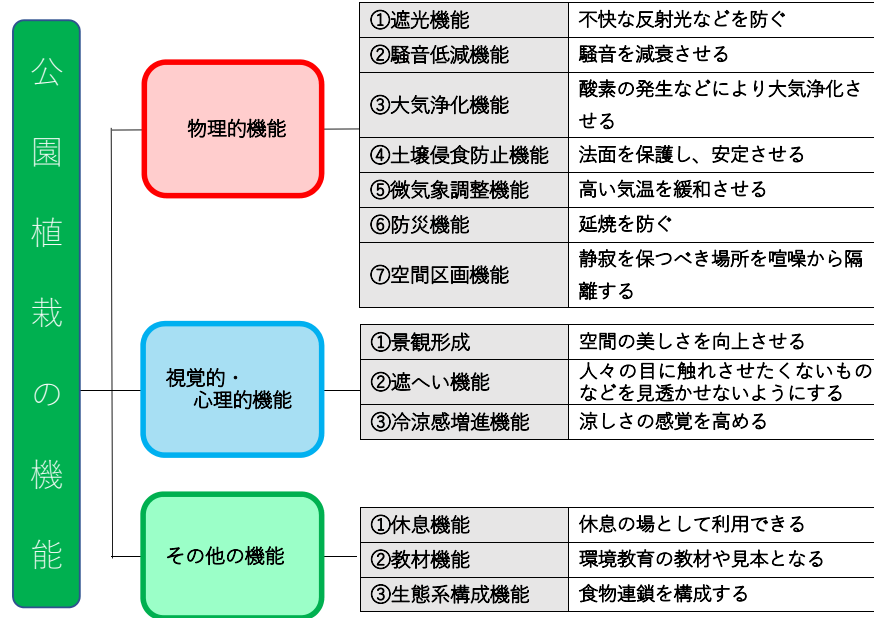 公園植栽の機能
物理的機能
①遮光機能 不快な反射光などを防ぐ
②騒音低減機能 騒音を減衰させる
③大気浄化機能 酸素の発生などにより大気浄化さ
せる
④土壌侵食防止機能 法面を保護し、安定させる
⑤微気象調整機能 高い気温を緩和させる
⑥防災機能 延焼を防ぐ
⑦空間区画機能 静寂を保つべき場所を喧噪から隔
離する
視覚的・
心理的機能
①景観形成 空間の美しさを向上させる
②遮へい機能 人々の目に触れさせたくないもの
などを見透かせないようにする
③冷涼感増進機能 涼しさの感覚を高める
その他の機能
①休息機能 休息の場として利用できる
②教材機能 環境教育の教材や見本となる
③生態系構成機能 食物連鎖を構成する